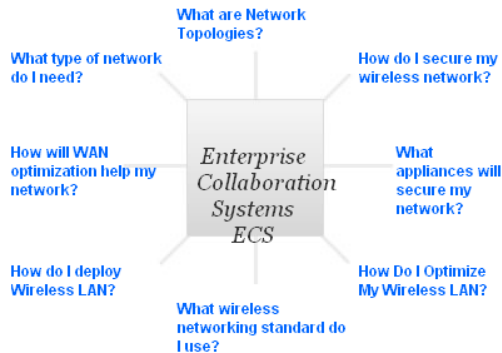 What are Network
Topologies?
What type of network
do I need?
How do I secure my
wireless network?
How will WAN
optimization help my
network?
Enterprise
Collaboration
Systems
ECS
What
appliances will
secure my
network?
How do I deploy
Wireless LAN?
What wireless
networking standard do
I use?
How Do I Optimize
My Wireless LAN?